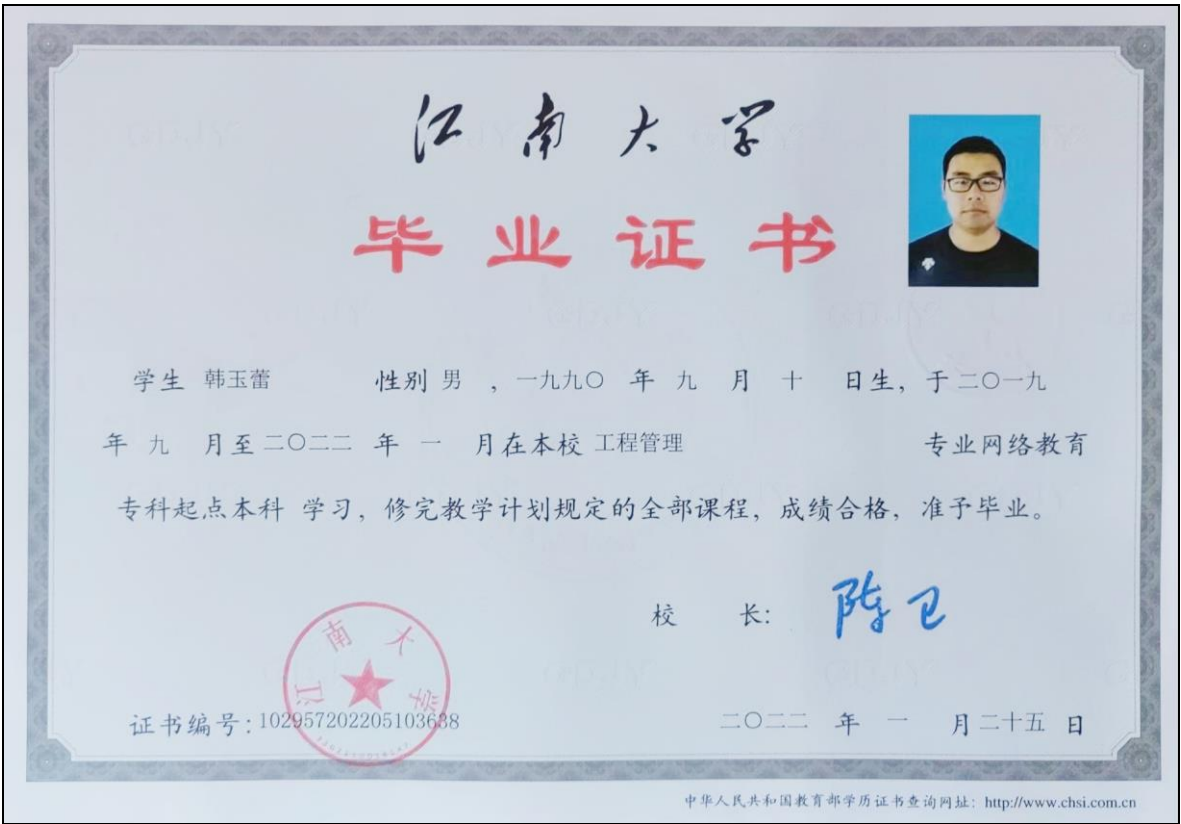 江南大学
毕业证书
学生 韩玉蕾 性别 男 ，一九九〇 年 九 月 十 日生，于 二〇一九
年 九 月至 二〇二二 年 一 月在本校 工程管理 专业网络教育
专科起点本科 学习，修完教学计划规定的全部课程，成绩合格，准予毕业。
校 长：陈卫
江南大学
证书编号：102957202205103638 二〇二二 年 一 月 二十五 日
中华人民共和国教育部学历证书查询网址：http://www.chsi.com.cn